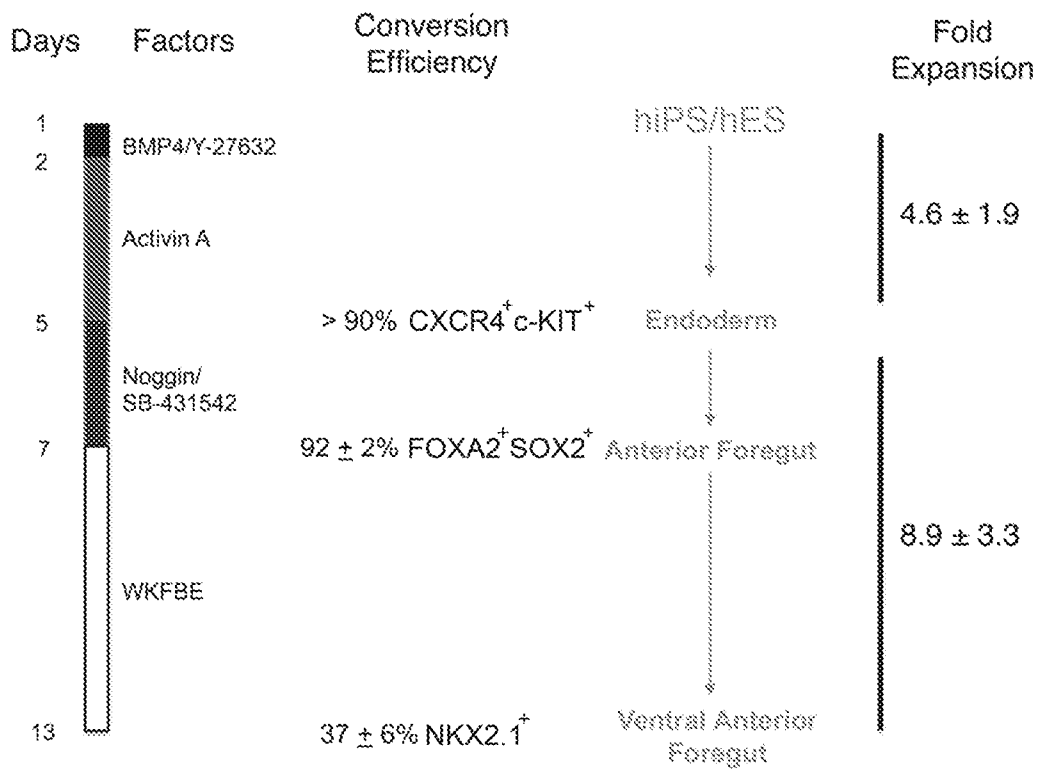 Days
Factors
Conversion
Efficiency
Fold
Expansion
1
BMP4/Y-27632
hiPS/hES
2
4.6 ± 1.9
Activin A
5
> 90% CXCR4⁺c-KIT⁺
Endoderm
Noggin/
SB-431542
7
92 ± 2% FOXA2⁺SOX2⁺
Anterior Foregut
8.9 ± 3.3
WKFBE
13
37 ± 6% NKX2.1⁺
Ventral Anterior
Foregut